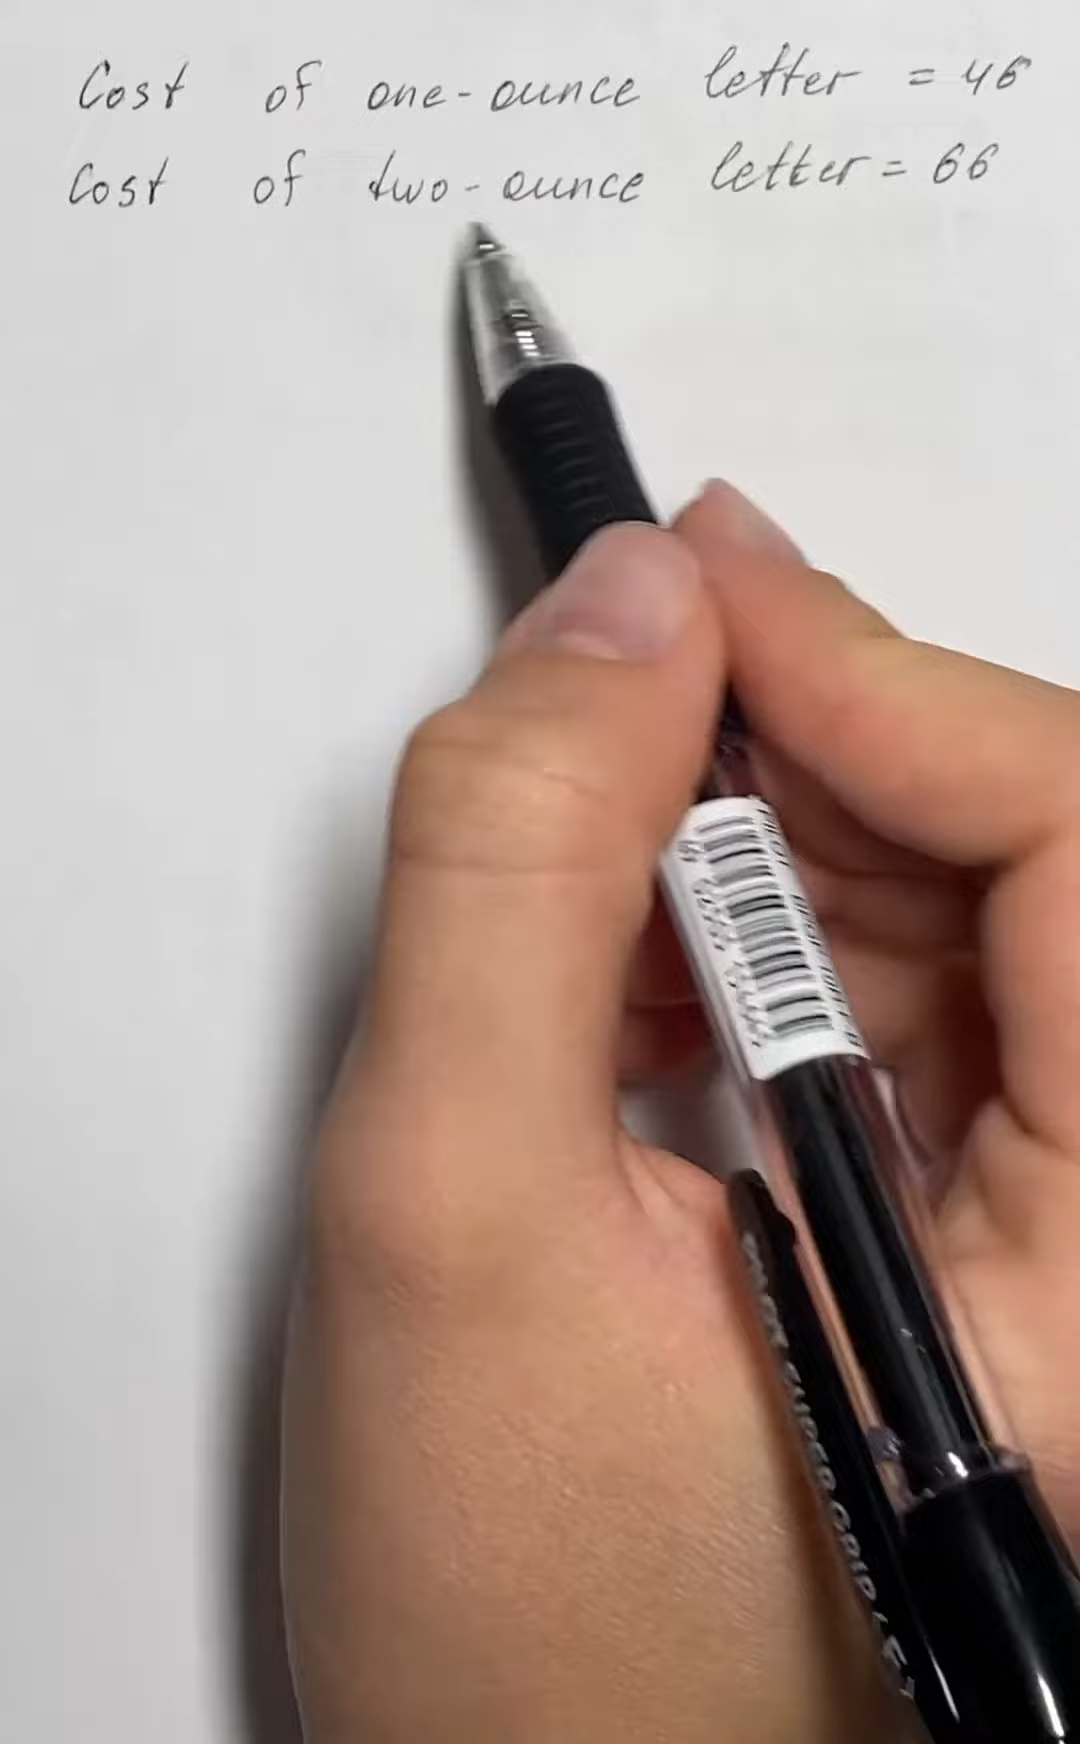 Cost of one-ounce letter = 46
Cost of two-ounce letter = 66